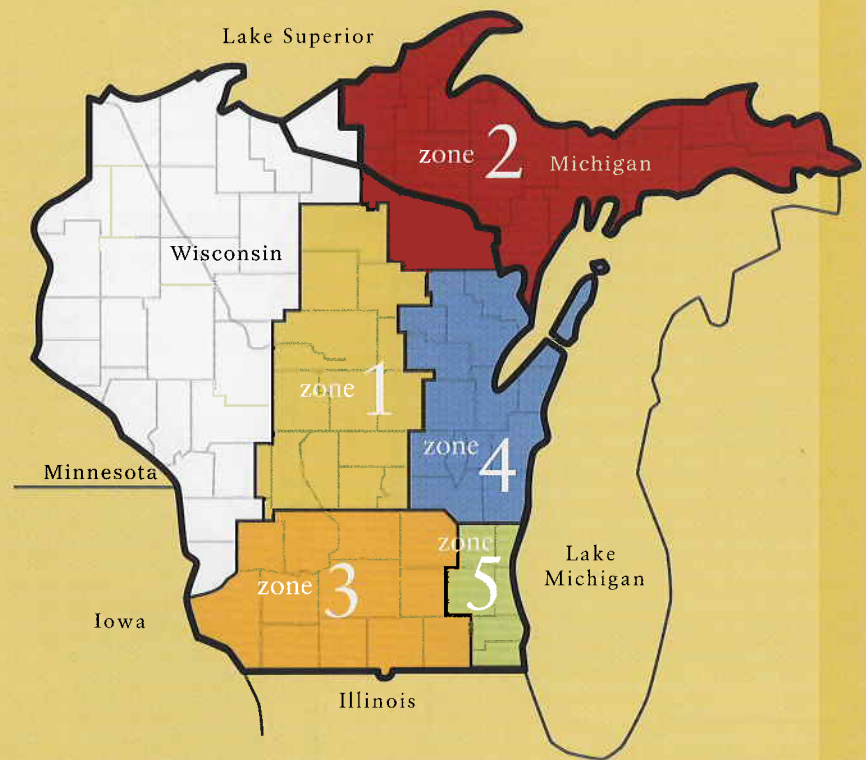 Lake Superior
zone 2
Michigan
Wisconsin
zone 1
zone 4
Minnesota
zone
5
Lake
Michigan
zone 3
Iowa
Illinois